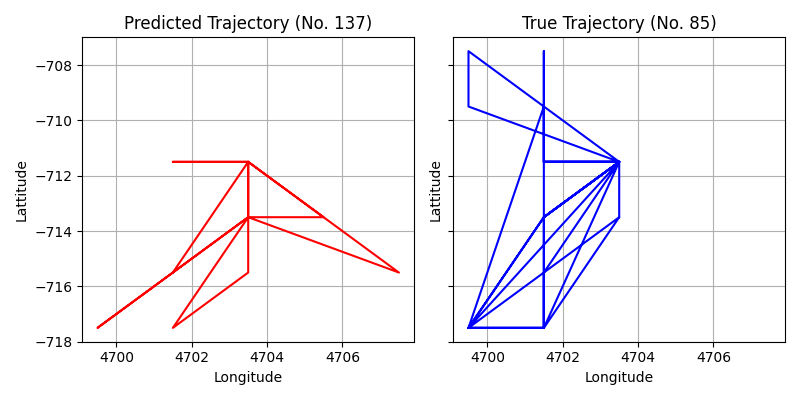 Predicted Trajectory (No. 137)
True Trajectory (No. 85)
−708
−710
−712
−714
−716
−718
Lattitude
Lattitude
4700
4702
4704
4706
4700
4702
4704
4706
Longitude
Longitude